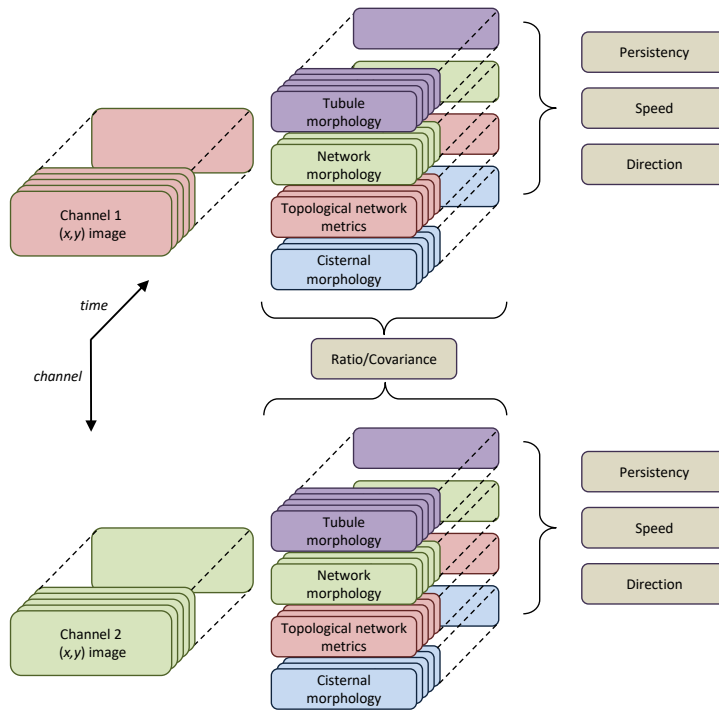 Tubule
morphology
Network
morphology
Topological network
metrics
Cisternal
morphology
Persistency
Speed
Direction
Channel 1
(x,y) image
time
channel
Ratio/Covariance
Tubule
morphology
Network
morphology
Topological network
metrics
Cisternal
morphology
Persistency
Speed
Direction
Channel 2
(x,y) image